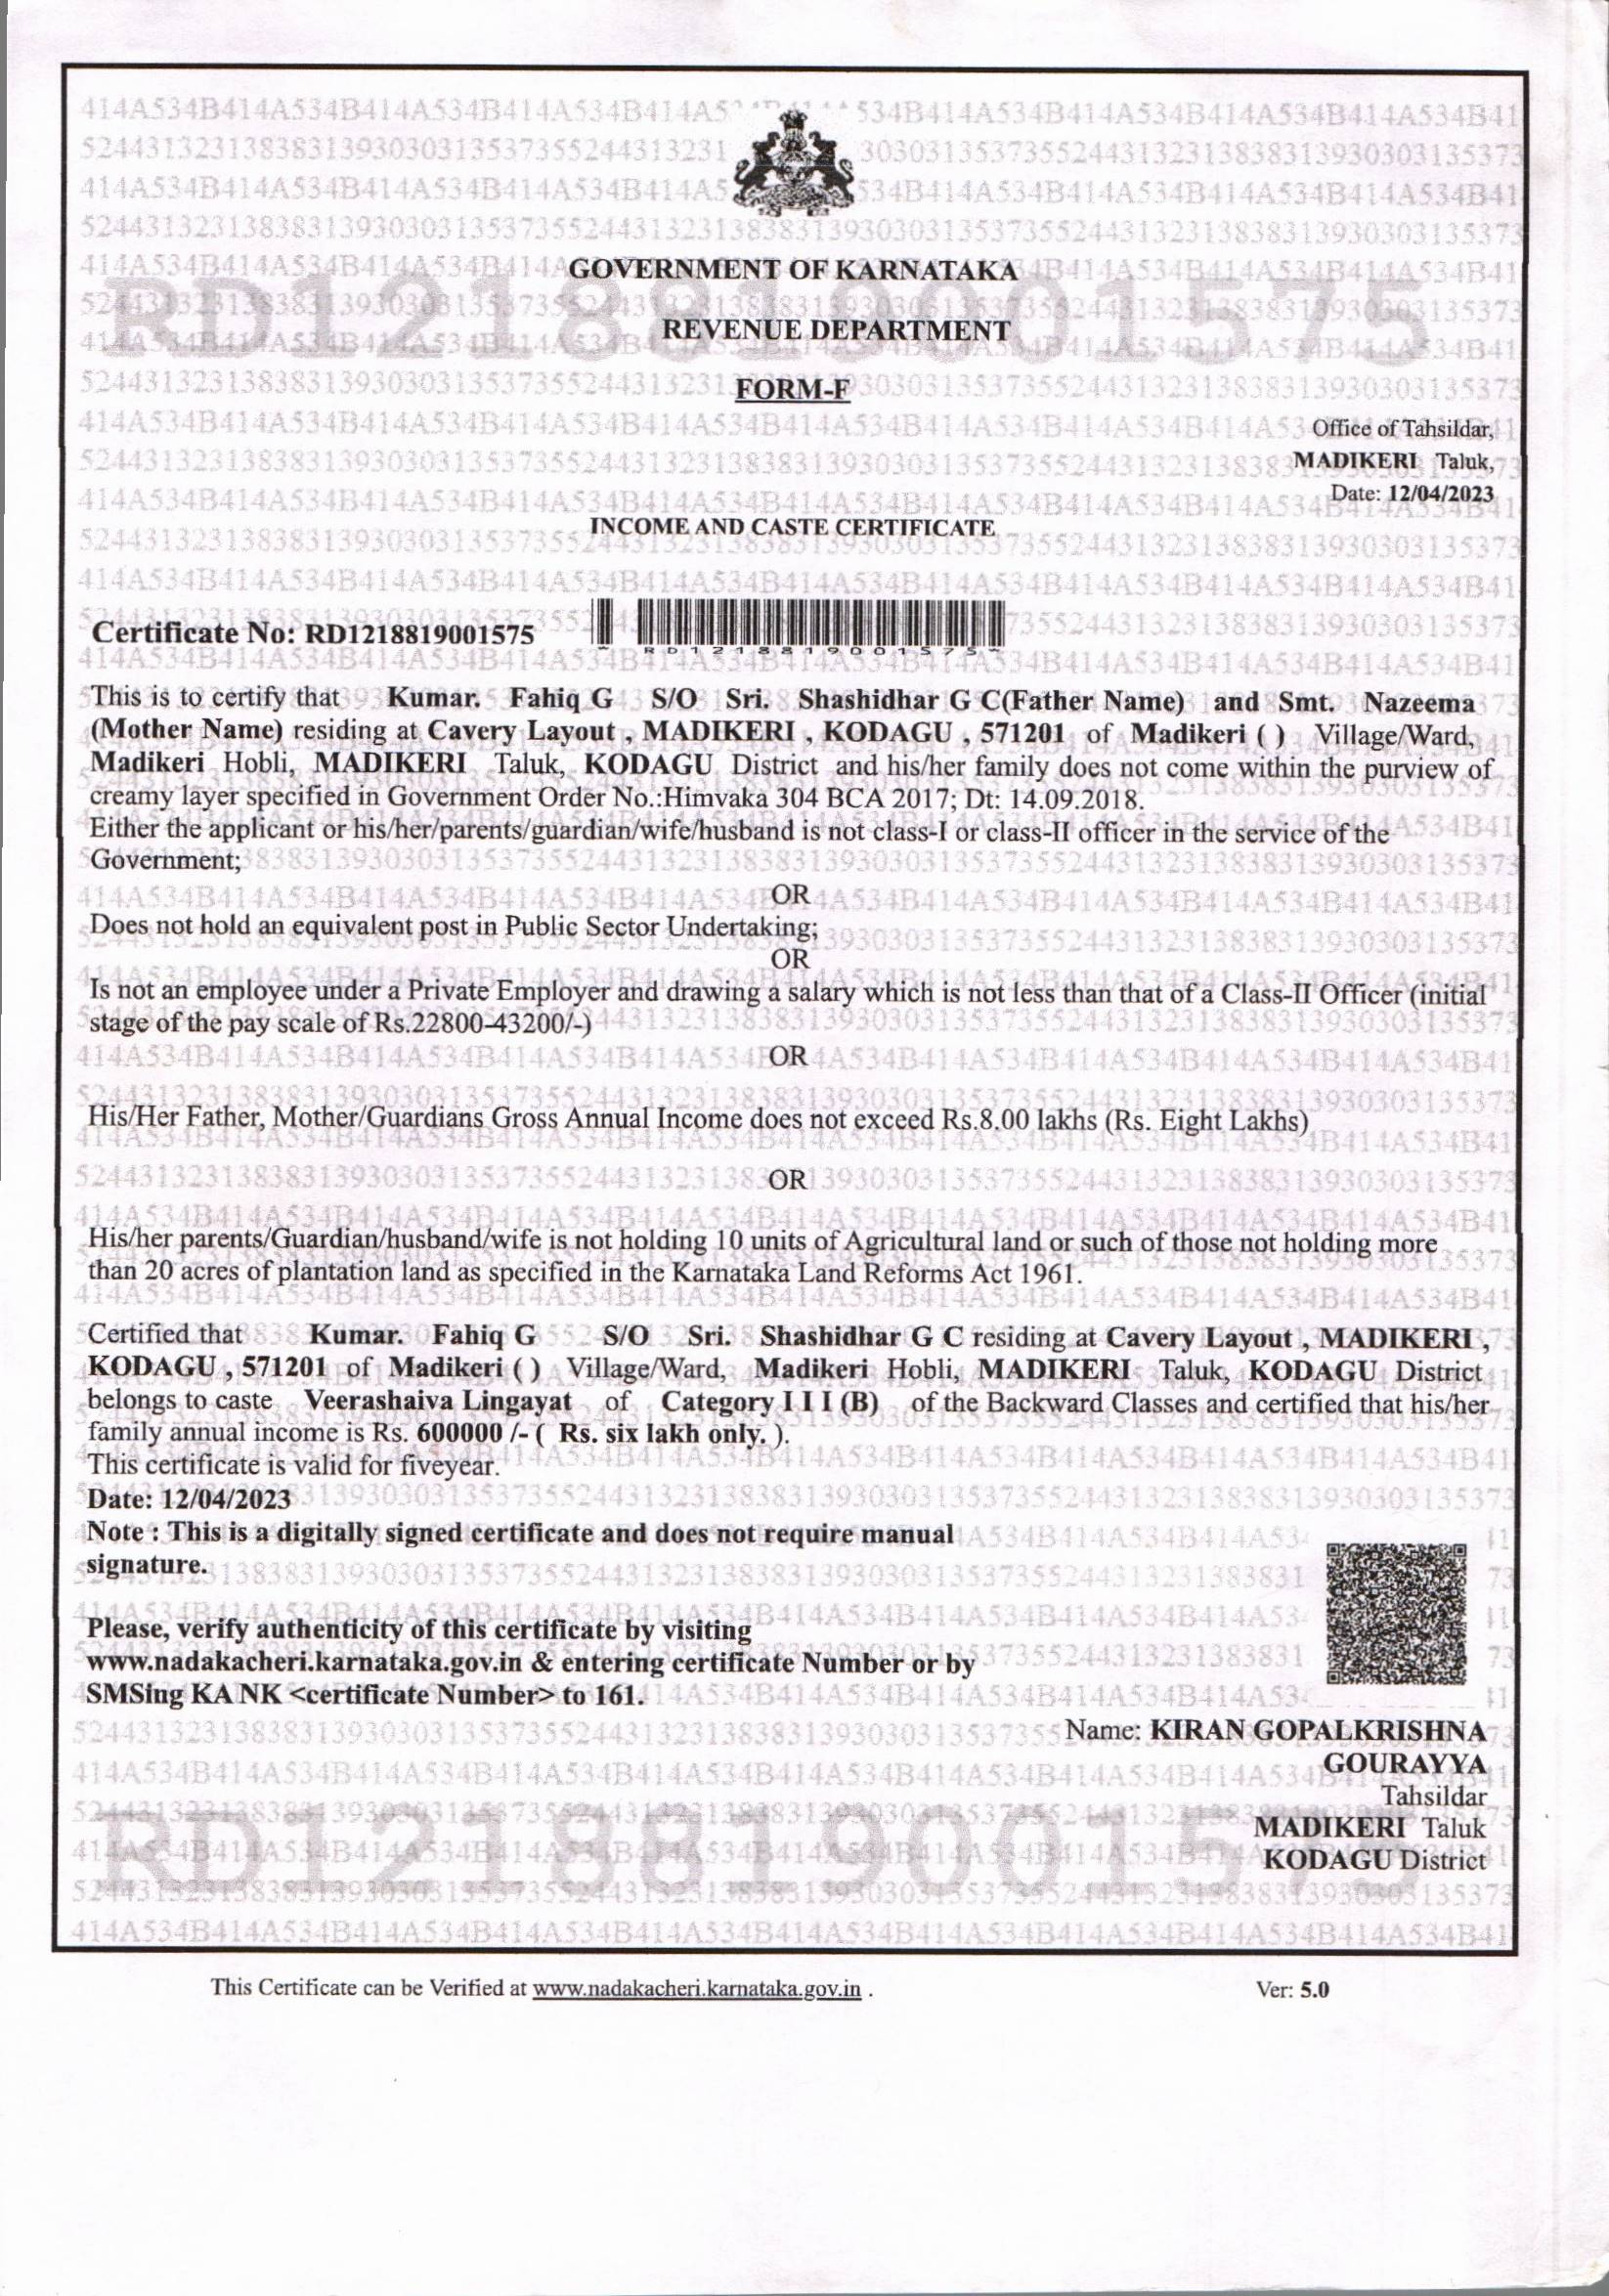 GOVERNMENT OF KARNATAKA
REVENUE DEPARTMENT
FORM-F
Office of Tahsildar,
MADIKERI Taluk,
Date: 12/04/2023
INCOME AND CASTE CERTIFICATE
Certificate No: RD1218819001575
RD1218819001575
This is to certify that Kumar. Fahiq G S/O Sri. Shashidhar G C(Father Name) and Smt. Nazeema
(Mother Name) residing at Cavery Layout , MADIKERI , KODAGU , 571201 of Madikeri ( ) Village/Ward,
Madikeri Hobli, MADIKERI Taluk, KODAGU District and his/her family does not come within the purview of
creamy layer specified in Government Order No.:Himvaka 304 BCA 2017; Dt: 14.09.2018.
Either the applicant or his/her/parents/guardian/wife/husband is not class-I or class-II officer in the service of the
Government;
OR
Does not hold an equivalent post in Public Sector Undertaking;
OR
Is not an employee under a Private Employer and drawing a salary which is not less than that of a Class-II Officer (initial
stage of the pay scale of Rs.22800-43200/-)
OR
His/Her Father, Mother/Guardians Gross Annual Income does not exceed Rs.8.00 lakhs (Rs. Eight Lakhs)
OR
His/her parents/Guardian/husband/wife is not holding 10 units of Agricultural land or such of those not holding more
than 20 acres of plantation land as specified in the Karnataka Land Reforms Act 1961.
Certified that Kumar. Fahiq G S/O Sri. Shashidhar G C residing at Cavery Layout , MADIKERI ,
KODAGU , 571201 of Madikeri ( ) Village/Ward, Madikeri Hobli, MADIKERI Taluk, KODAGU District
belongs to caste Veerashaiva Lingayat of Category I I I (B) of the Backward Classes and certified that his/her
family annual income is Rs. 600000 /- ( Rs. six lakh only. ).
This certificate is valid for fiveyear.
Date: 12/04/2023
Note : This is a digitally signed certificate and does not require manual
signature.
Please, verify authenticity of this certificate by visiting
www.nadakacheri.karnataka.gov.in & entering certificate Number or by
SMSing KA NK <certificate Number> to 161.
Name: KIRAN GOPALKRISHNA
GOURAYYA
Tahsildar
MADIKERI Taluk
KODAGU District
RD1218819001575
This Certificate can be Verified at www.nadakacheri.karnataka.gov.in .
Ver: 5.0